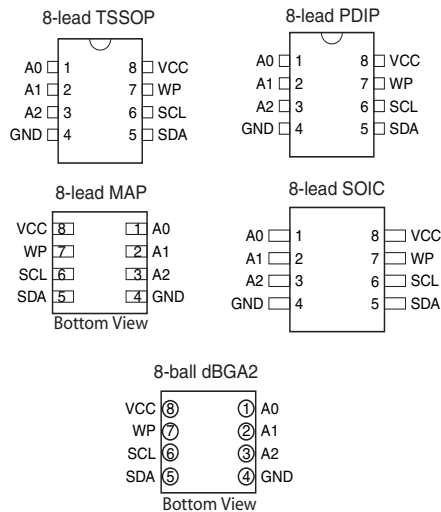 8-lead TSSOP
A0 1 8 VCC
A1 2 7 WP
A2 3 6 SCL
GND 4 5 SDA
8-lead PDIP
A0 1 8 VCC
A1 2 7 WP
A2 3 6 SCL
GND 4 5 SDA
8-lead MAP
VCC 8 1 A0
WP 7 2 A1
SCL 6 3 A2
SDA 5 4 GND
Bottom View
8-lead SOIC
A0 1 8 VCC
A1 2 7 WP
A2 3 6 SCL
GND 4 5 SDA
8-ball dBGA2
VCC 8 1 A0
WP 7 2 A1
SCL 6 3 A2
SDA 5 4 GND
Bottom View